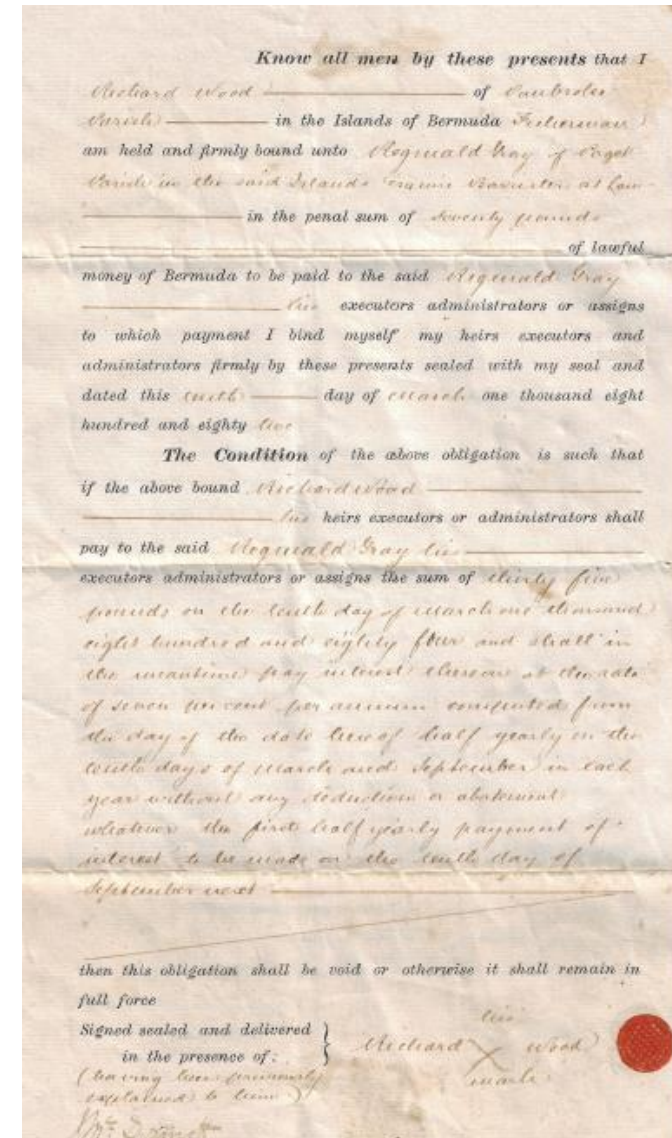 Know all men by these presents that I
Richard Wood of Pembroke
Parish in the Islands of Bermuda Fisherman
am held and firmly bound unto Reginald Gray of Paget
Parish in the said Islands Barrister at Law
in the penal sum of Seventy pounds
of lawful
money of Bermuda to be paid to the said Reginald Gray
his executors administrators or assigns
to which payment I bind myself my heirs executors and
administrators firmly by these presents sealed with my seal and
dated this tenth day of March one thousand eight
hundred and eighty
The Condition of the above obligation is such that
if the above bound Richard Wood
his heirs executors or administrators shall
pay to the said Reginald Gray his
executors administrators or assigns the sum of thirty five
pounds on the tenth day of March one thousand
eight hundred and eighty four and shall in
the meantime pay interest thereon at the rate
of seven per cent per annum computed from
the day of the date hereof half yearly on the
tenth days of March and September in each
year without any deduction or abatement
whatever the first half yearly payment of
interest to be made on the tenth day of
September next
then this obligation shall be void or otherwise it shall remain in
full force
Signed sealed and delivered }
in the presence of:
his
Richard X Wood
mark
(having been previously
explained to him)